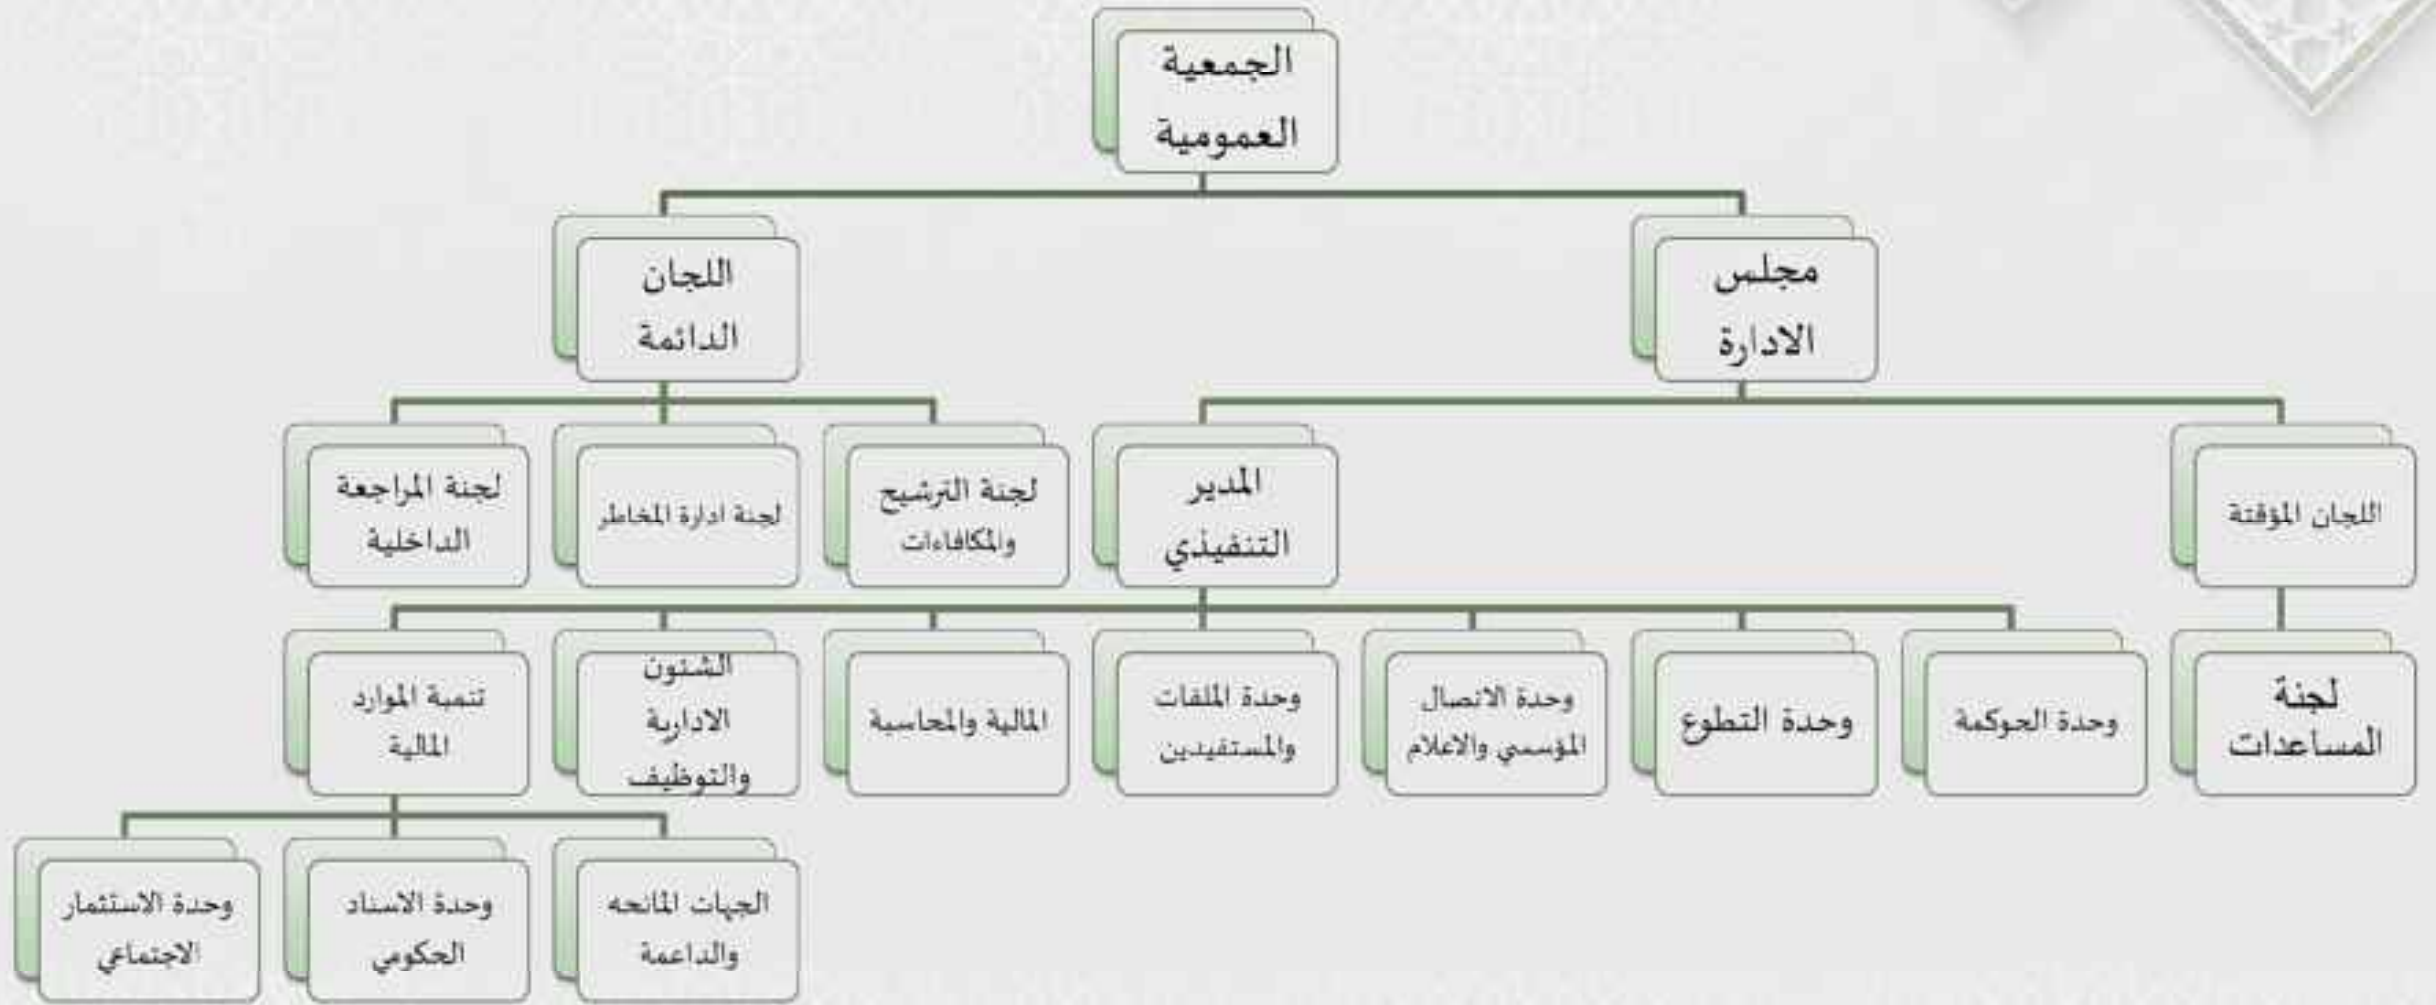 الجمعية
العمومية
مجلس
الادارة
اللجان
الدائمة
اللجان المؤقتة
المدير
التنفيذي
لجنة الترشيح
والمكافاءات
لجنة ادارة المخاطر
لجنة المراجعة
الداخلية
لجنة
المساعدات
وحدة الحوكمة
وحدة التطوع
وحدة الاتصال
المؤسسي والاعلام
وحدة الملفات
والمستفيدين
المالية والمحاسبة
الشئون
الادارية
والتوظيف
تنمية الموارد
المالية
الجهات المانحه
والداعمة
وحدة الاسناد
الحكومي
وحدة الاستثمار
الاجتماعي